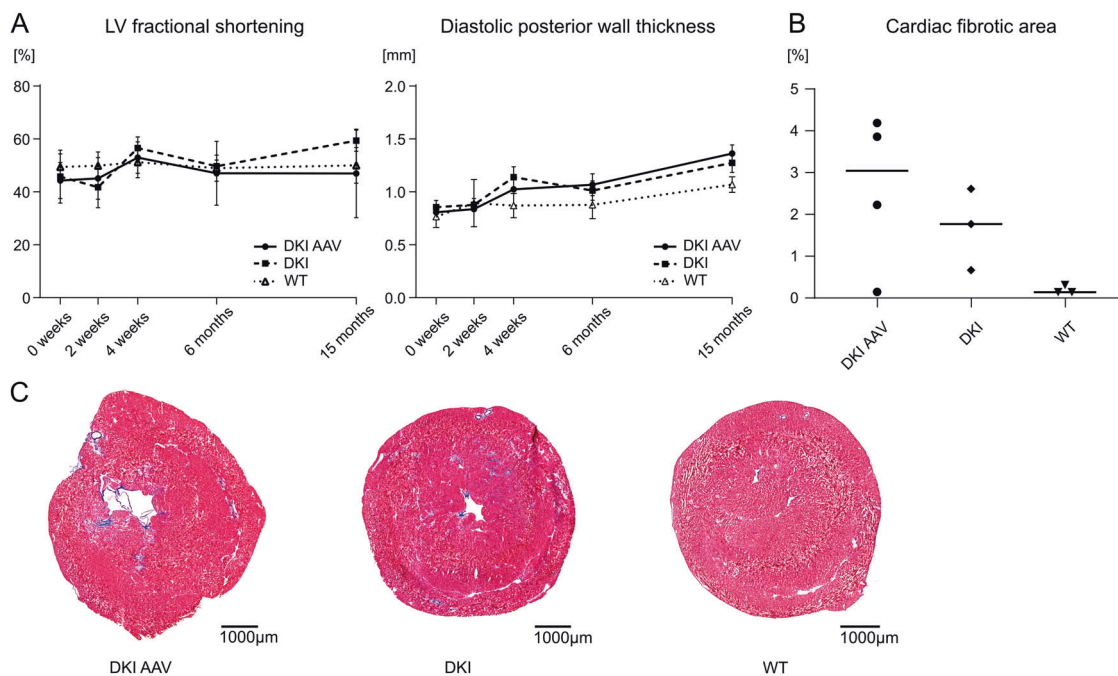 A
LV fractional shortening
Diastolic posterior wall thickness
B
Cardiac fibrotic area
[%]
[mm]
[%]
80
60
40
20
0
DKI AAV
DKI
WT
0 weeks
2 weeks
4 weeks
6 months
15 months
2.0
1.5
1.0
0.5
0.0
DKI AAV
DKI
WT
0 weeks
2 weeks
4 weeks
6 months
15 months
5
4
3
2
1
0
DKI AAV
DKI
WT
C
1000µm
1000µm
1000µm
DKI AAV
DKI
WT